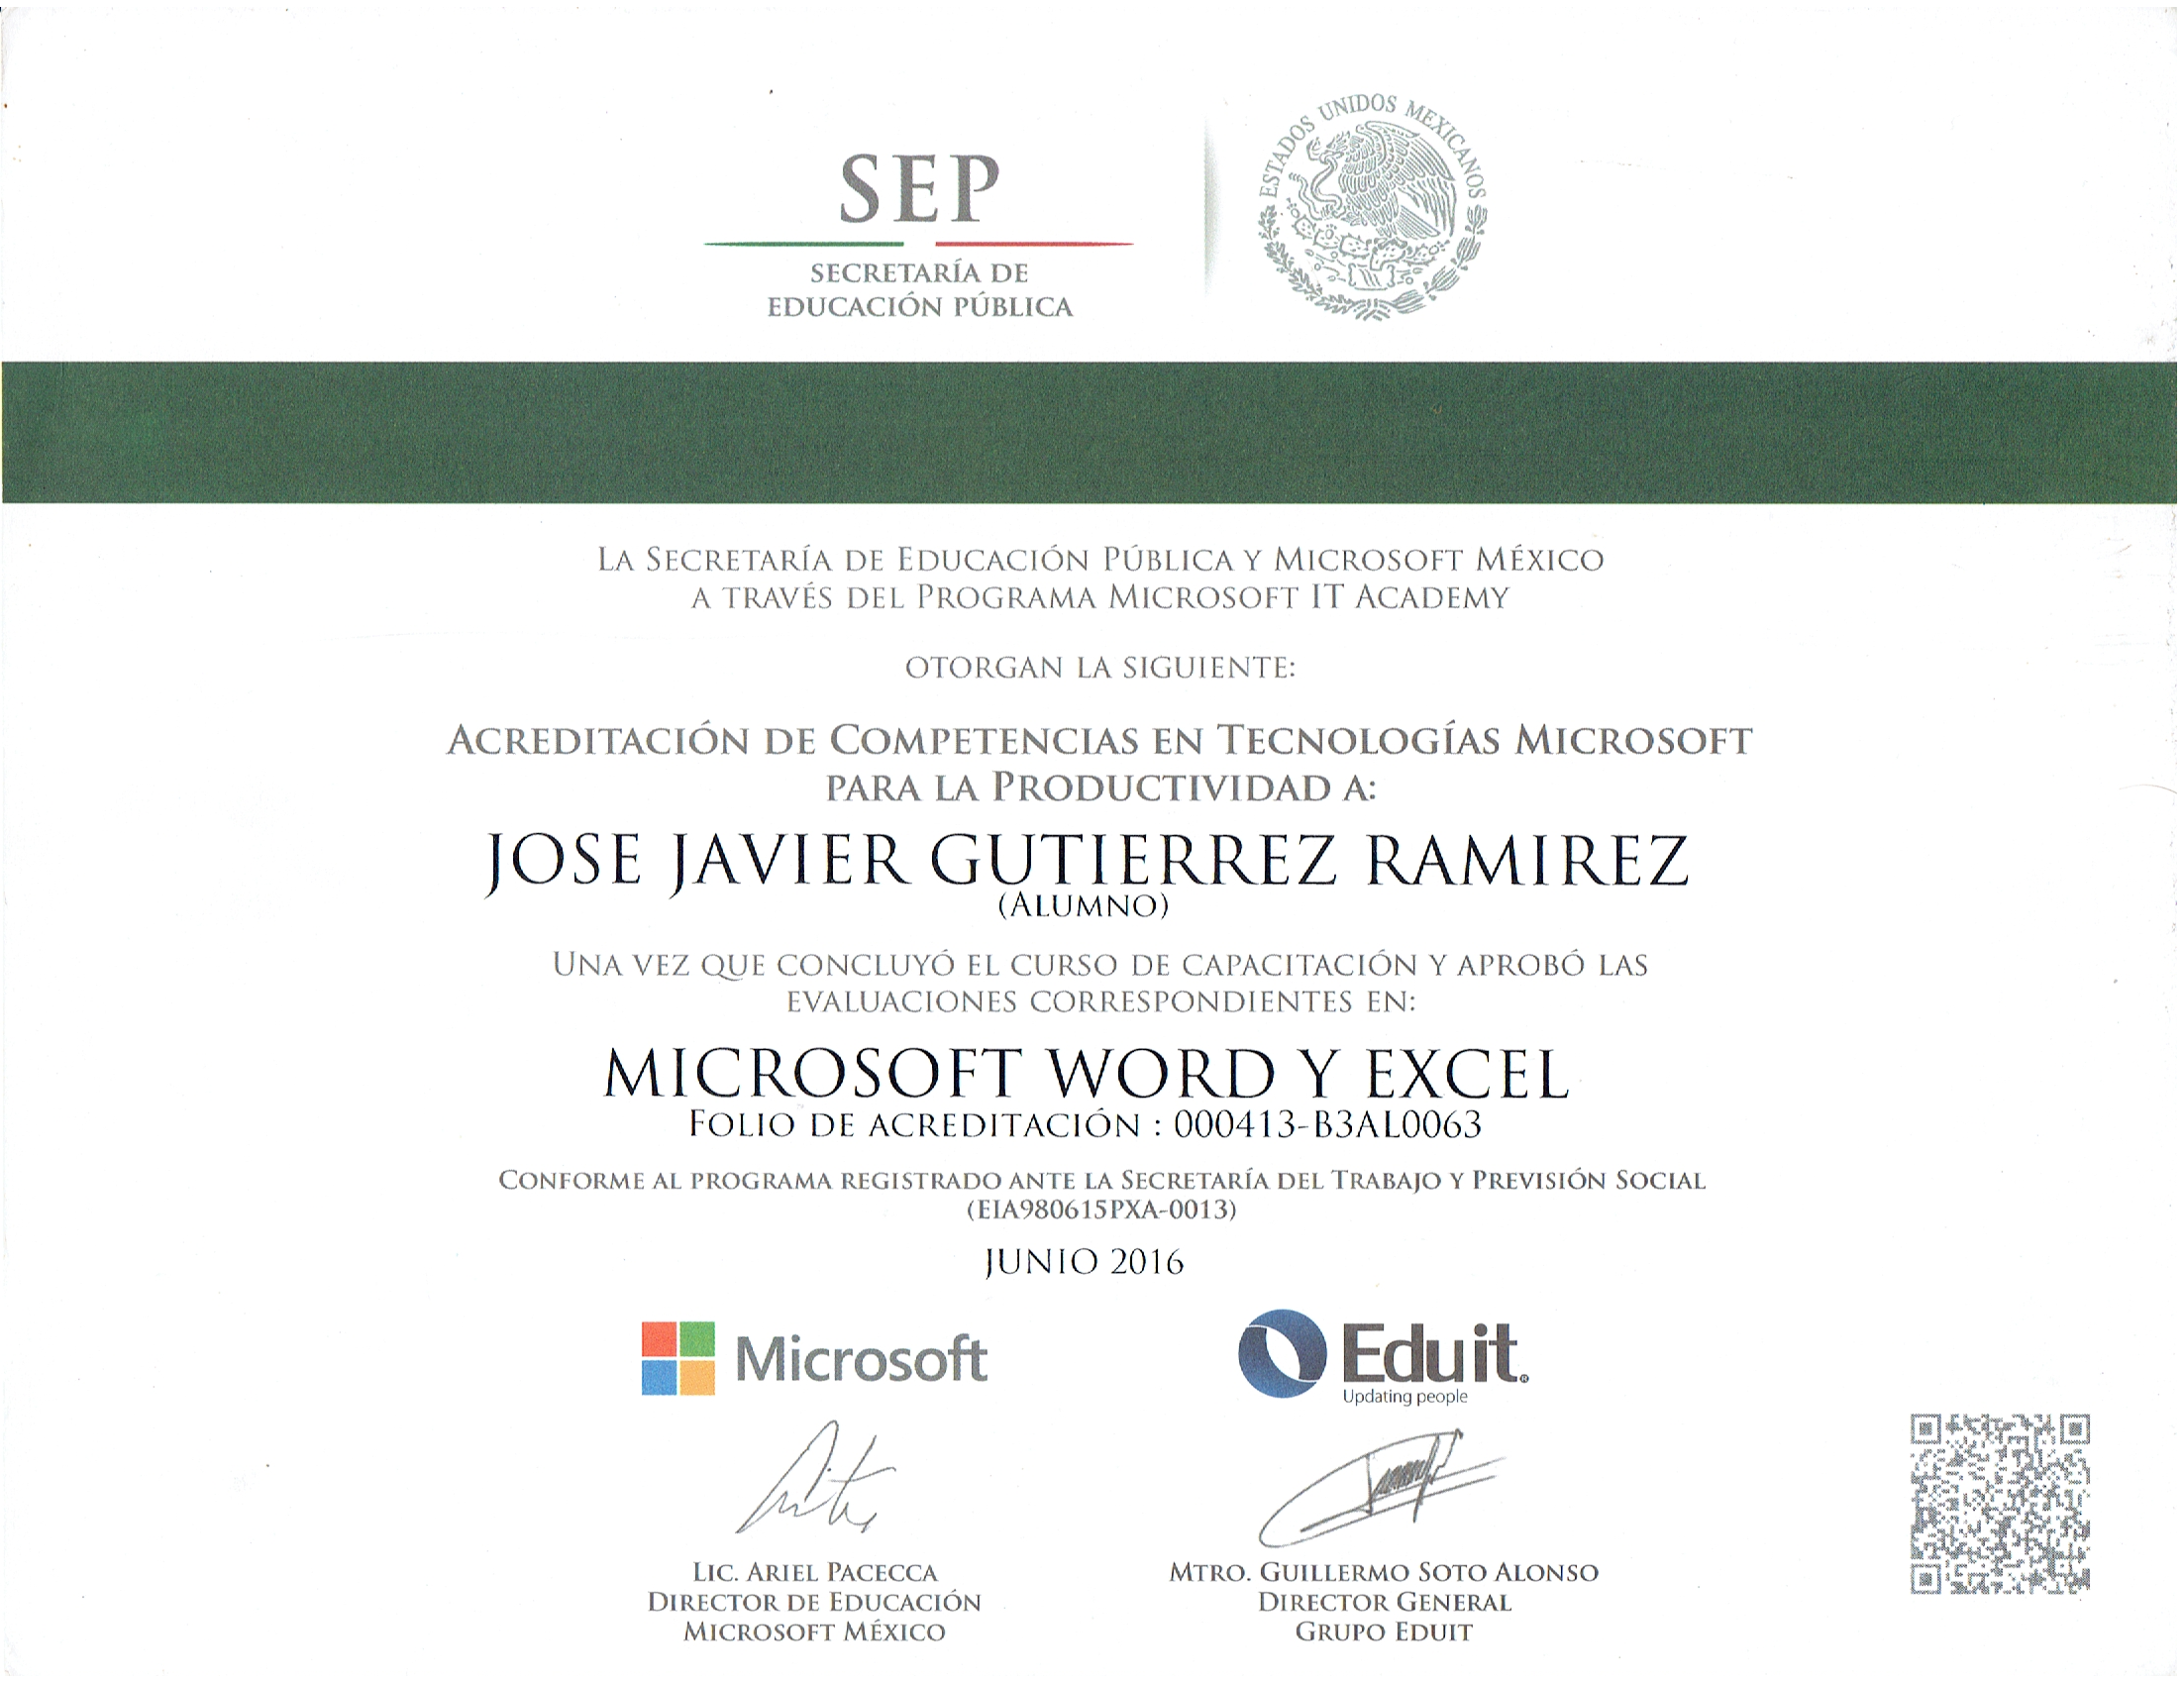 SEP
SECRETARÍA DE
EDUCACIÓN PÚBLICA
ESTADOS UNIDOS MEXICANOS
LA SECRETARÍA DE EDUCACIÓN PÚBLICA Y MICROSOFT MÉXICO
A TRAVÉS DEL PROGRAMA MICROSOFT IT ACADEMY
OTORGAN LA SIGUIENTE:
ACREDITACIÓN DE COMPETENCIAS EN TECNOLOGÍAS MICROSOFT
PARA LA PRODUCTIVIDAD A:
JOSE JAVIER GUTIERREZ RAMIREZ
(ALUMNO)
UNA VEZ QUE CONCLUYÓ EL CURSO DE CAPACITACIÓN Y APROBÓ LAS
EVALUACIONES CORRESPONDIENTES EN:
MICROSOFT WORD Y EXCEL
FOLIO DE ACREDITACIÓN : 000413-B3AL0063
CONFORME AL PROGRAMA REGISTRADO ANTE LA SECRETARÍA DEL TRABAJO Y PREVISIÓN SOCIAL
(EIA980615PXA-0013)
JUNIO 2016
Microsoft
Eduit®
Updating people
LIC. ARIEL PACECCA
DIRECTOR DE EDUCACIÓN
MICROSOFT MÉXICO
MTRO. GUILLERMO SOTO ALONSO
DIRECTOR GENERAL
GRUPO EDUIT